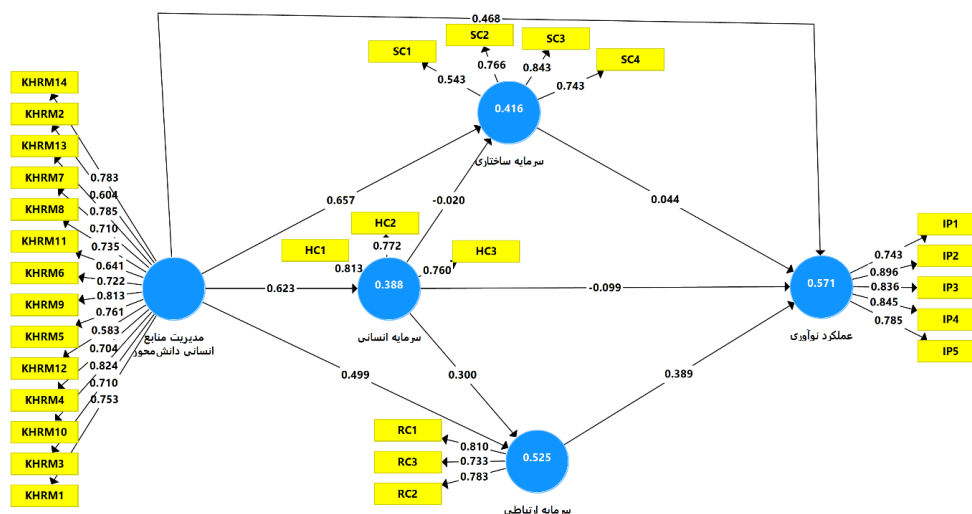 0.468
SC1
SC2
SC3
SC4
0.543
0.766
0.843
0.743
0.416
سرمایه ساختاری
KHRM14
KHRM2
KHRM13
KHRM7
KHRM8
KHRM11
KHRM6
KHRM9
KHRM5
KHRM12
KHRM4
KHRM10
KHRM3
KHRM1
0.783
0.604
0.785
0.710
0.735
0.641
0.722
0.813
0.761
0.583
0.704
0.824
0.710
0.753
مدیریت منابع
انسانی دانش‌محور
0.657
-0.020
0.044
0.623
HC1
HC2
HC3
0.813
0.772
0.760
0.388
سرمایه انسانی
-0.099
0.499
0.300
0.389
0.571
عملکرد نوآوری
0.743
0.896
0.836
0.845
0.785
IP1
IP2
IP3
IP4
IP5
RC1
RC3
RC2
0.810
0.733
0.783
0.525
سرمایه ارتباطی